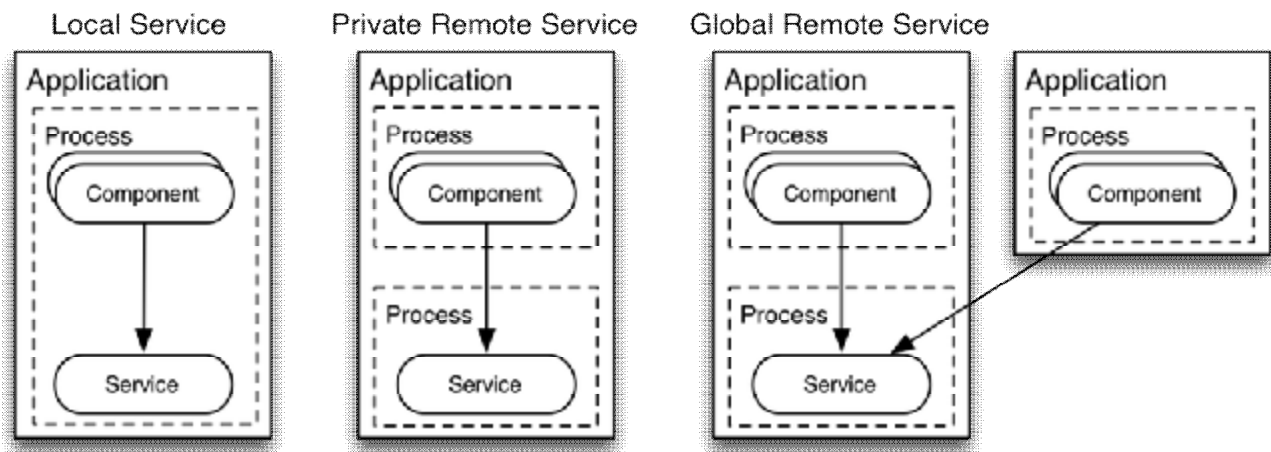 Local Service
Private Remote Service
Global Remote Service
Application
Process
Component
Service
Application
Process
Component
Process
Service
Application
Process
Component
Process
Service
Application
Process
Component